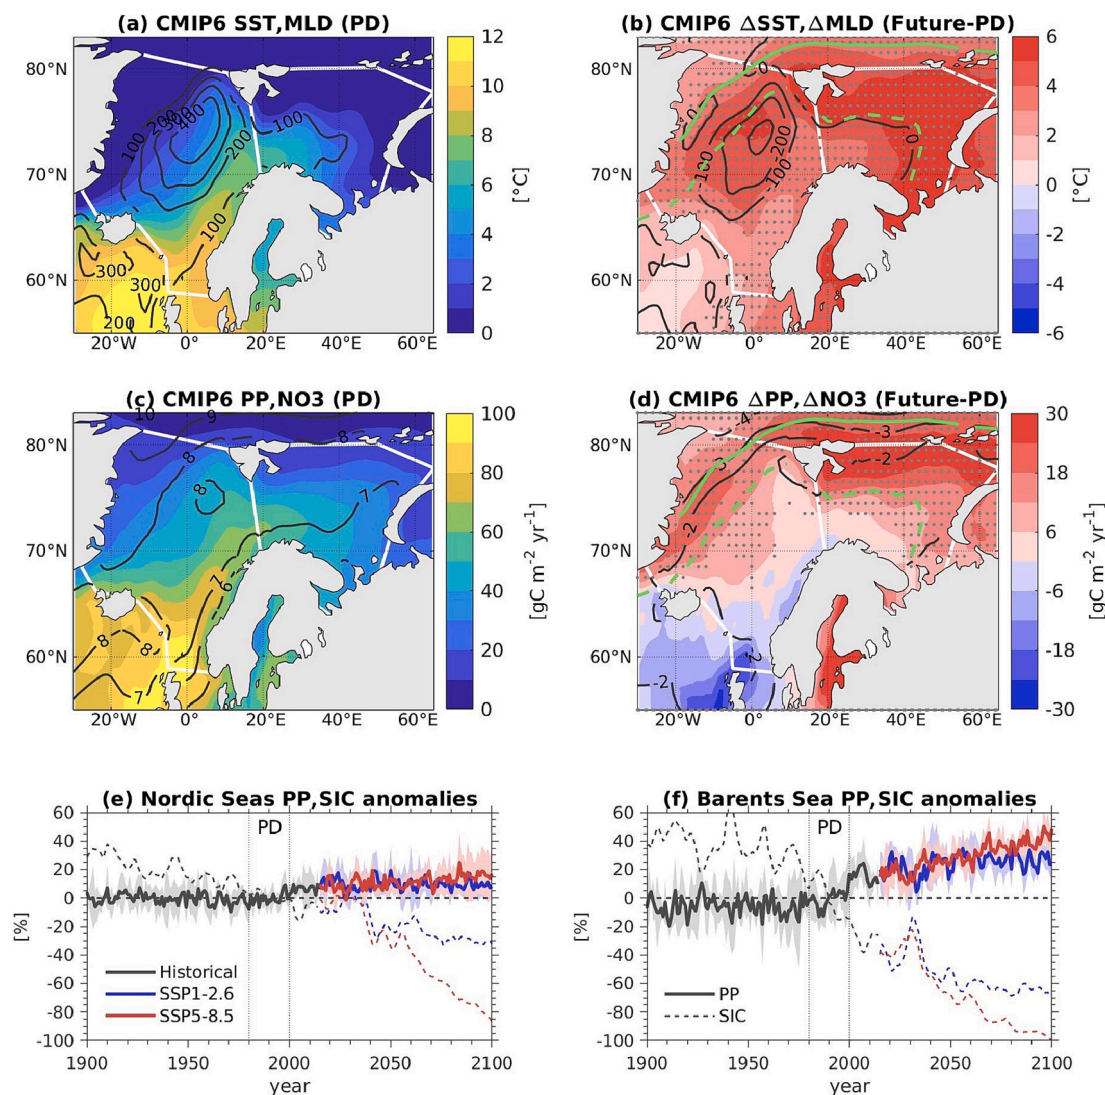 (a) CMIP6 SST,MLD (PD)
80°N
70°N
60°N
20°W 0° 20°E 40°E 60°E
100 200 300 400 200 100 100 300 300 200
12
10
8
6
4
2
0
[°C]
(b) CMIP6 ΔSST,ΔMLD (Future-PD)
80°N
70°N
60°N
20°W 0° 20°E 40°E 60°E
0 0 0 -100 -200 -100
6
4
2
0
-2
-4
-6
[°C]
(c) CMIP6 PP,NO3 (PD)
80°N
70°N
60°N
20°W 0° 20°E 40°E 60°E
10 9 8 8 8 7 7 6 8 8 7
100
80
60
40
20
0
[gC m-2 yr-1]
(d) CMIP6 ΔPP,ΔNO3 (Future-PD)
80°N
70°N
60°N
20°W 0° 20°E 40°E 60°E
-4 -3 -2 -3 -2 -2 -2
30
18
6
-6
-18
-30
[gC m-2 yr-1]
(e) Nordic Seas PP,SIC anomalies
PD
60
40
20
0
-20
-40
-60
-80
-100
[%]
Historical
SSP1-2.6
SSP5-8.5
1900 1950 2000 2050 2100
year
(f) Barents Sea PP,SIC anomalies
PD
60
40
20
0
-20
-40
-60
-80
-100
[%]
PP
SIC
1900 1950 2000 2050 2100
year